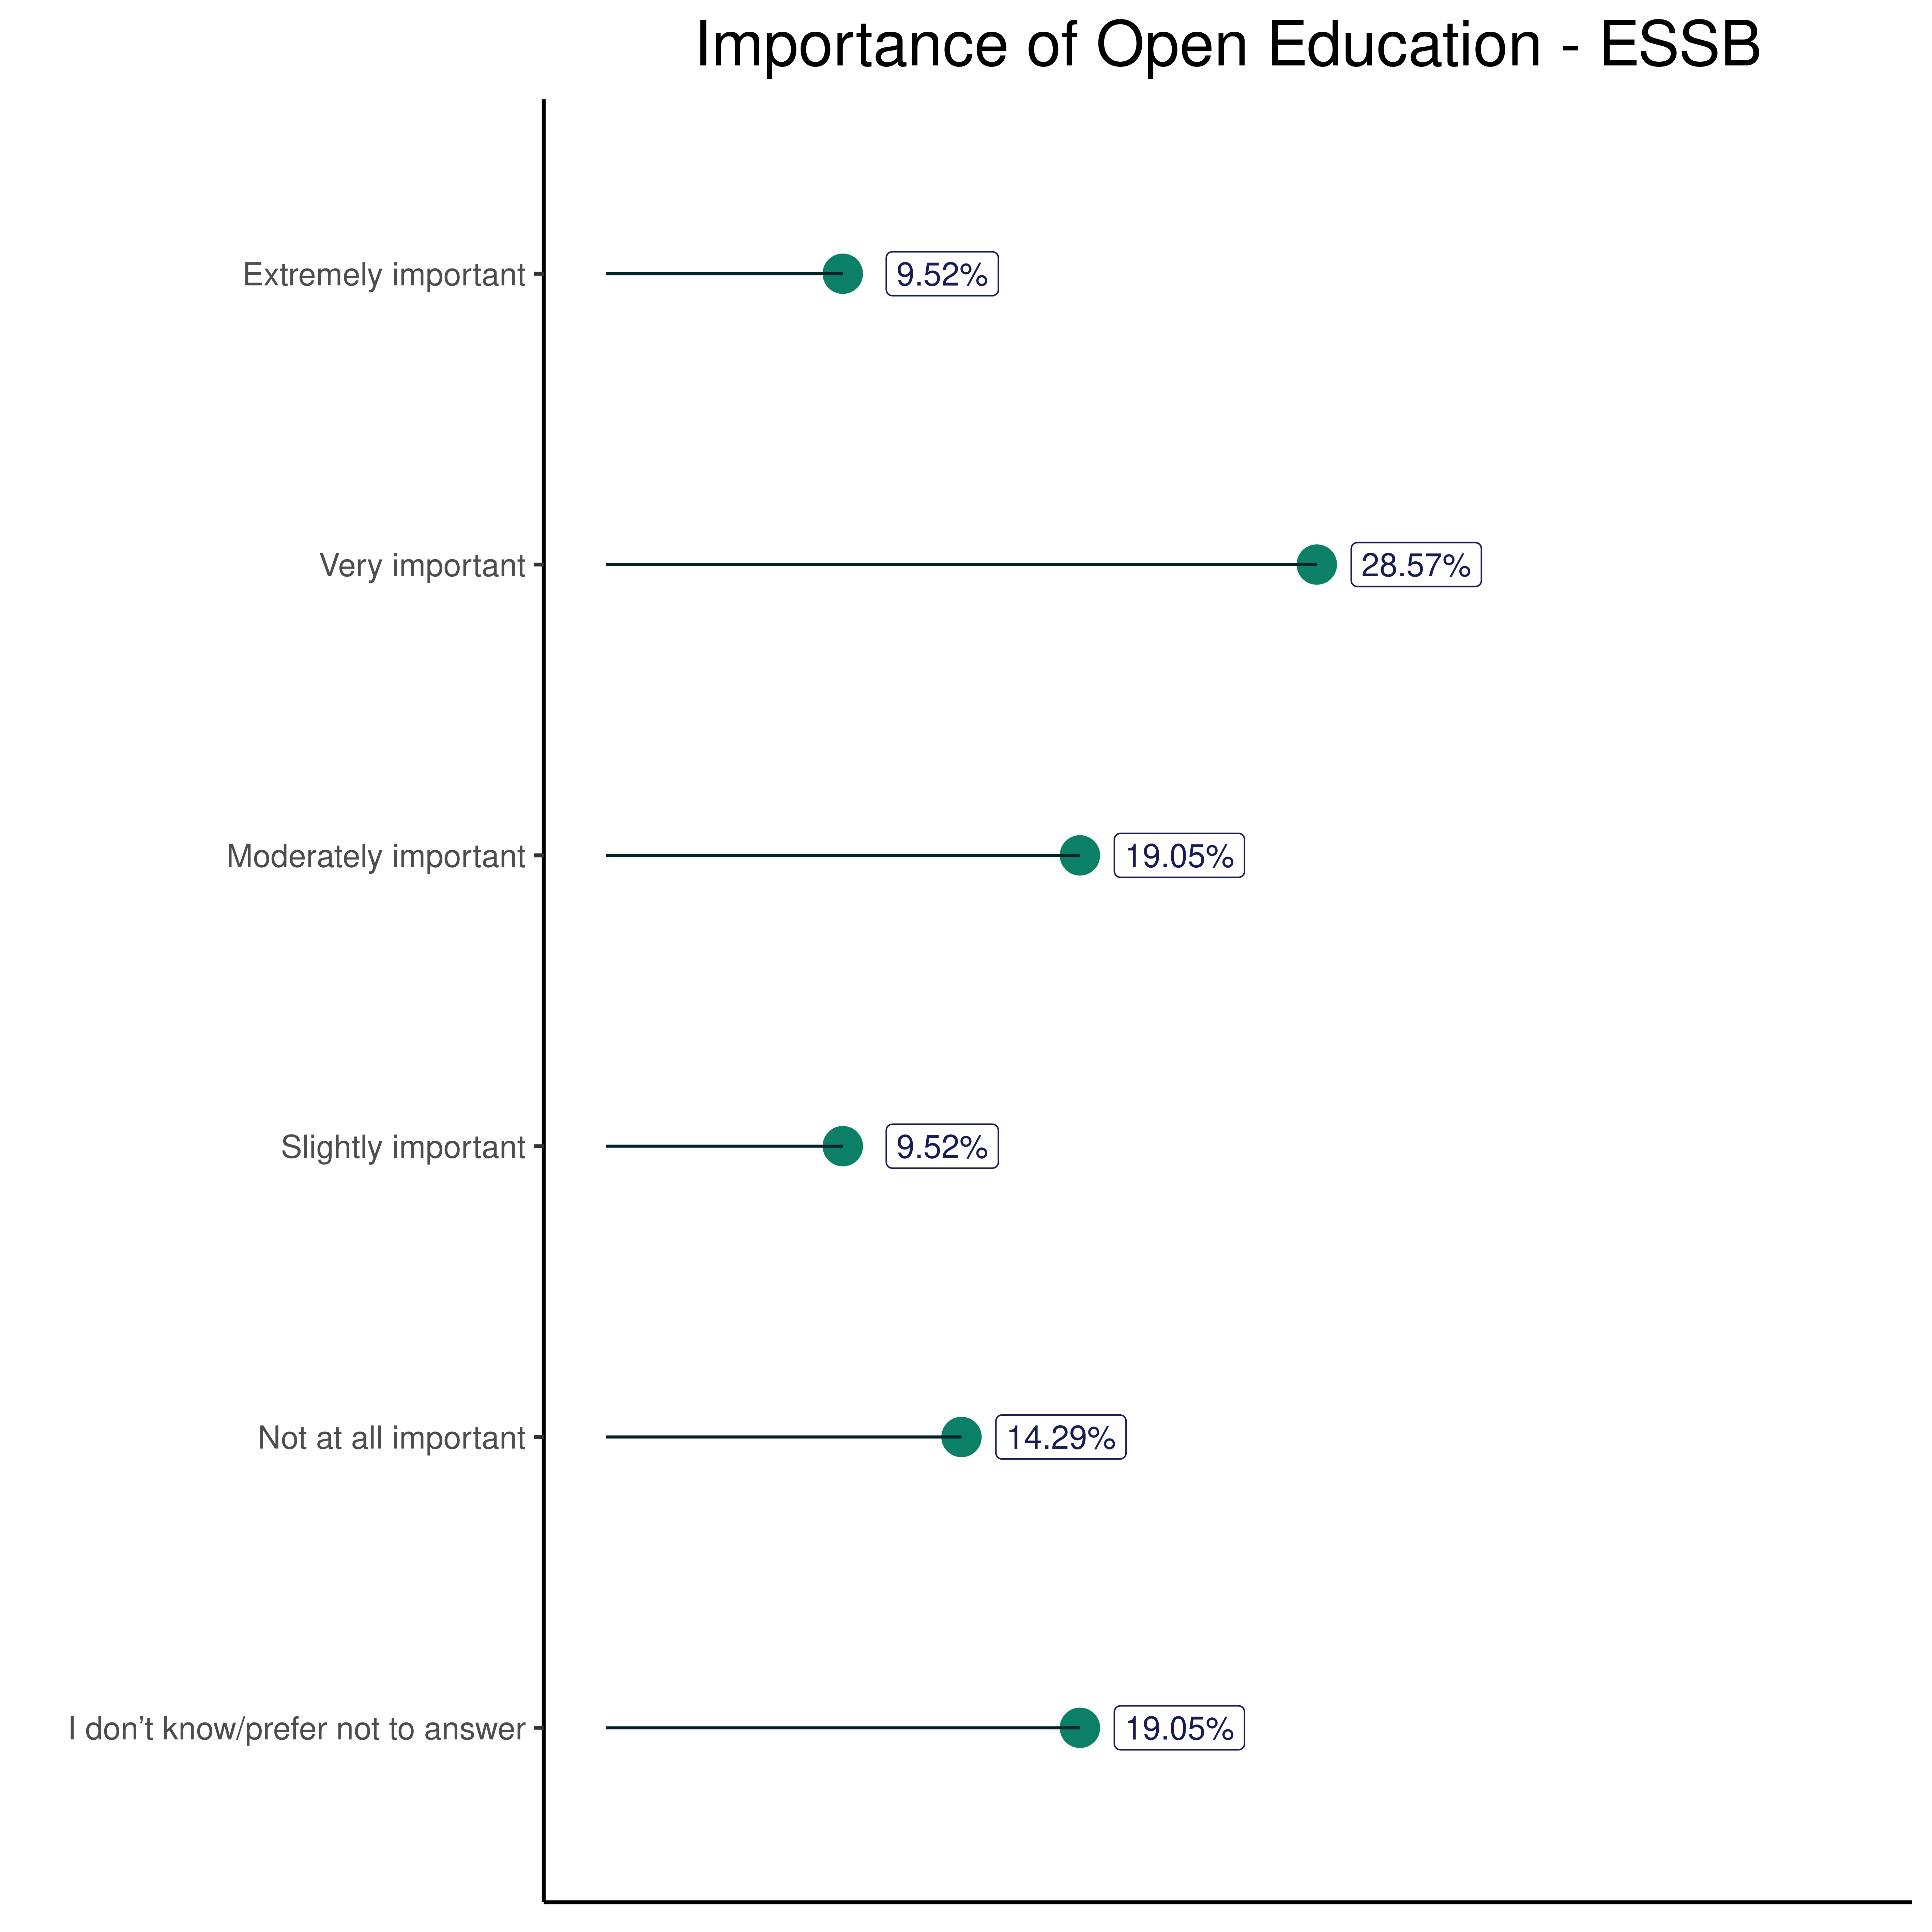 Importance of Open Education - ESSB
Extremely important
9.52%
Very important
28.57%
Moderately important
19.05%
Slightly important
9.52%
Not at all important
14.29%
I don’t know/prefer not to answer
19.05%